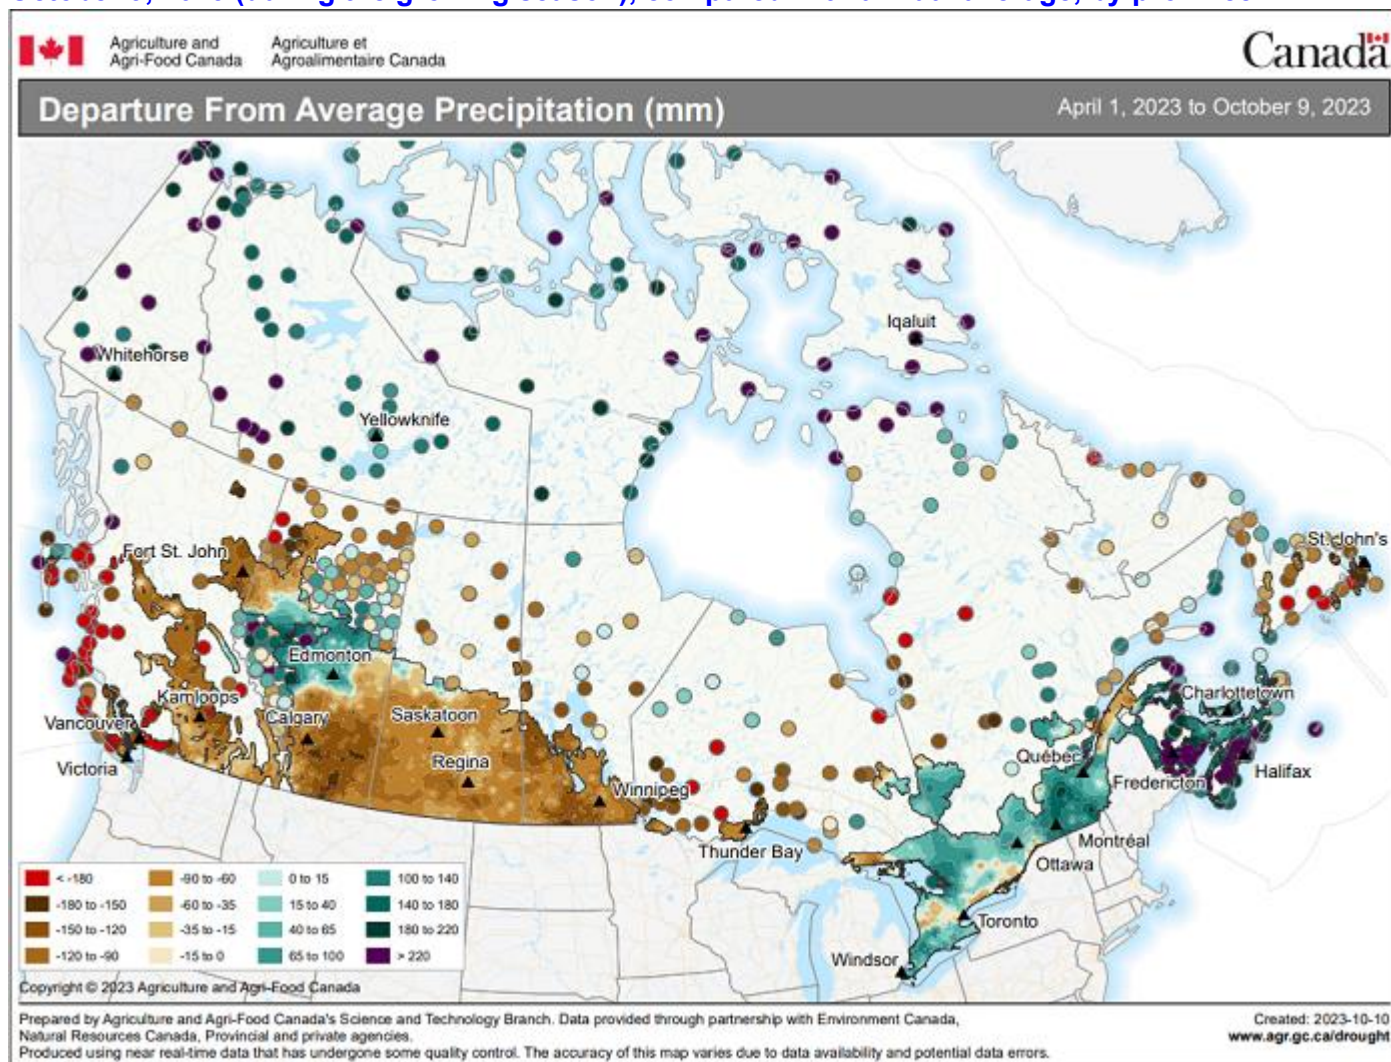 Agriculture and
Agri-Food Canada
Agriculture et
Agroalimentaire Canada
Canada
Departure From Average Precipitation (mm)
April 1, 2023 to October 9, 2023
Iqaluit
Whitehorse
Yellowknife
St. John's
Fort St. John
Edmonton
Kamloops
Charlottetown
Vancouver
Calgary
Saskatoon
Victoria
Regina
Québec
Halifax
Fredericton
Winnipeg
Montréal
Thunder Bay
Ottawa
Toronto
Windsor
< -180
-90 to -60
0 to 15
100 to 140
-180 to -150
-60 to -35
15 to 40
140 to 180
-150 to -120
-35 to -15
40 to 65
180 to 220
-120 to -90
-15 to 0
65 to 100
> 220
Copyright © 2023 Agriculture and Agri-Food Canada
Prepared by Agriculture and Agri-Food Canada's Science and Technology Branch. Data provided through partnership with Environment Canada,
Natural Resources Canada, Provincial and private agencies.
Produced using near real-time data that has undergone some quality control. The accuracy of this map varies due to data availability and potential data errors.
Created: 2023-10-10
www.agr.gc.ca/drought